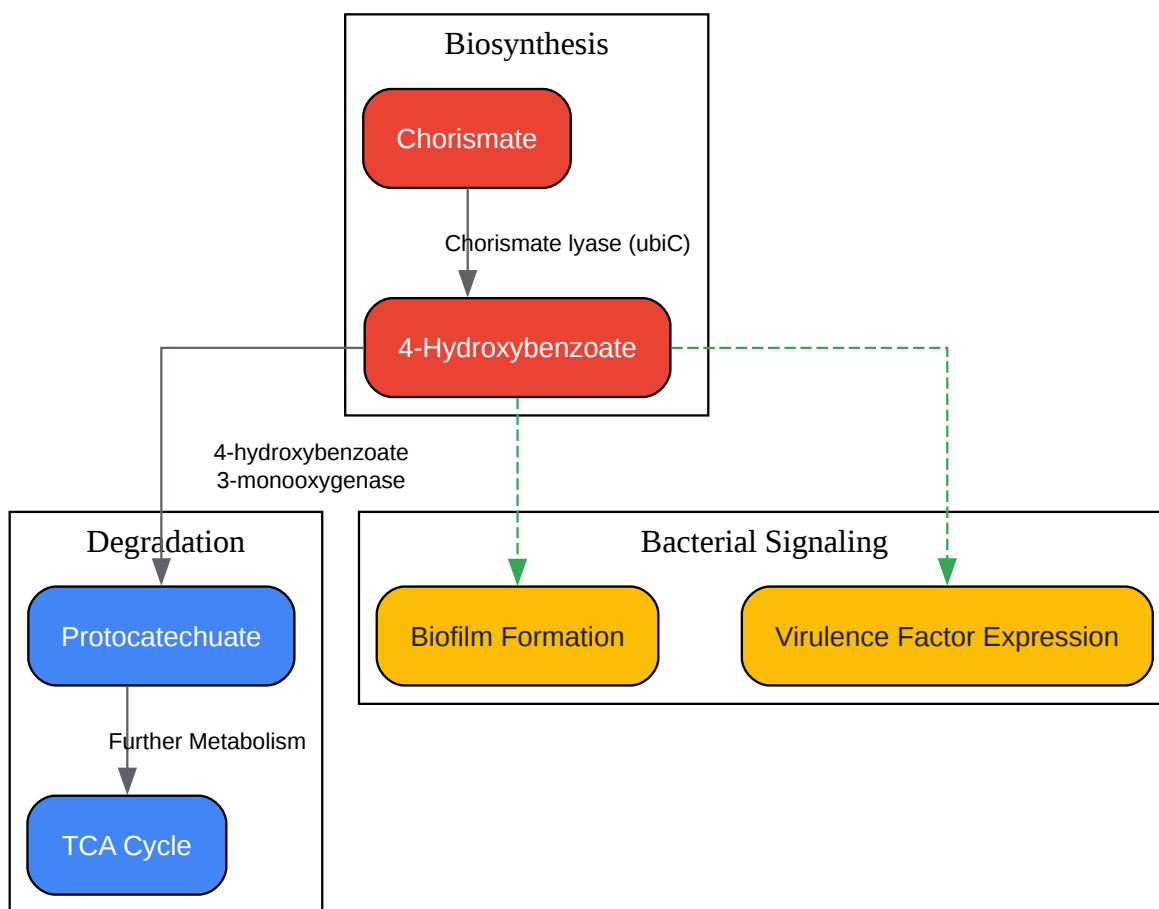 Biosynthesis
Chorismate
Chorismate lyase (ubiC)
4-Hydroxybenzoate
4-hydroxybenzoate
3-monooxygenase
Degradation
Protocatechuate
Further Metabolism
TCA Cycle
Bacterial Signaling
Biofilm Formation
Virulence Factor Expression